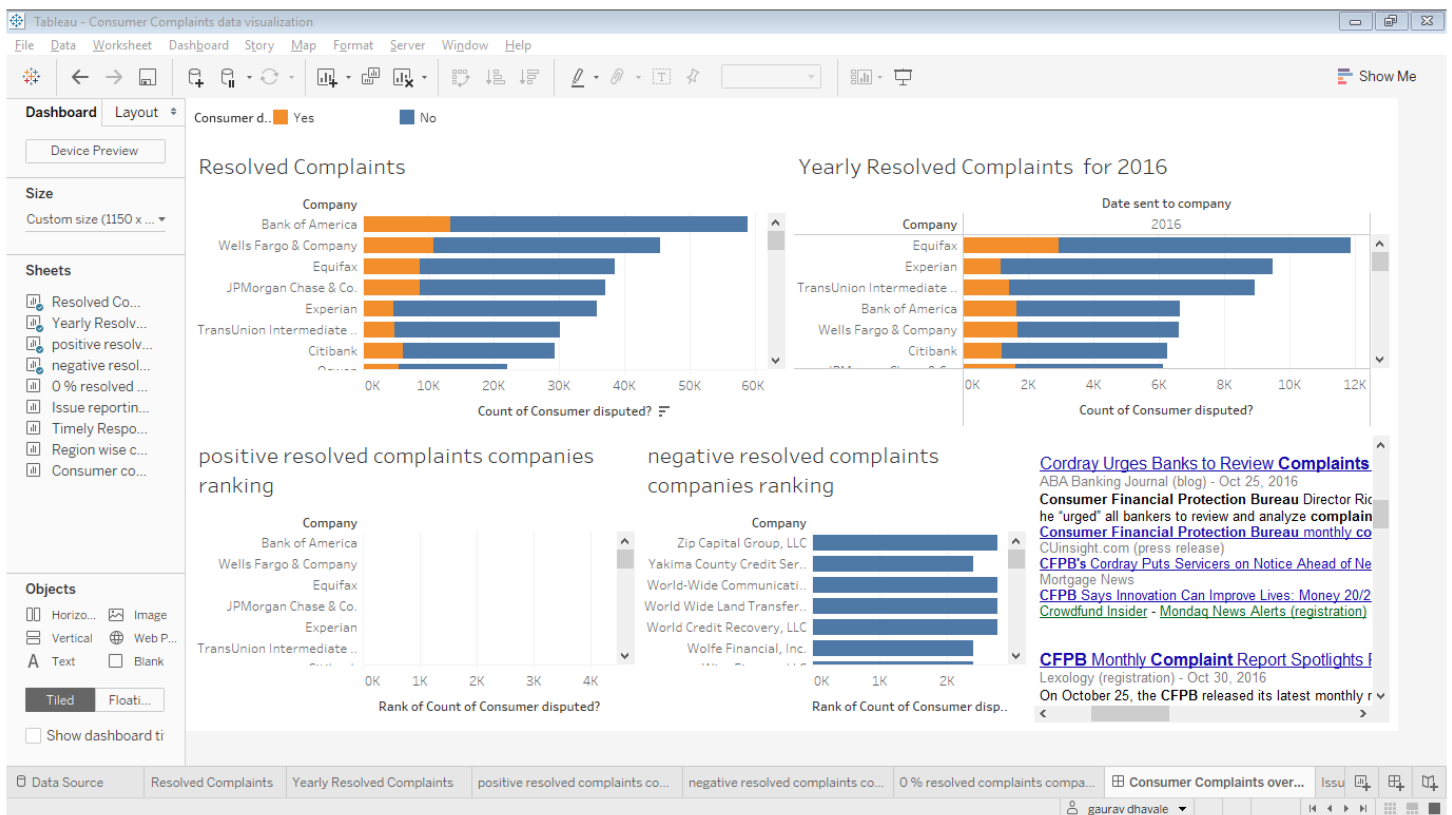 Tableau - Consumer Complaints data visualization
File Data Worksheet Dashboard Story Map Format Server Window Help
Show Me
Dashboard Layout
Device Preview
Size
Custom size (1150 x ...
Sheets
Resolved Co...
Yearly Resolv...
positive resolv...
negative resol...
0 % resolved ...
Issue reportin...
Timely Respo...
Region wise c...
Consumer co...
Objects
Horizo... Image
Vertical Web P...
A Text Blank
Tiled Floati...
Show dashboard ti
Consumer d.. Yes No
Resolved Complaints
Company
Bank of America
Wells Fargo & Company
Equifax
JPMorgan Chase & Co.
Experian
TransUnion Intermediate ..
Citibank
0K 10K 20K 30K 40K 50K 60K
Count of Consumer disputed?
Yearly Resolved Complaints for 2016
Date sent to company
Company 2016
Equifax
Experian
TransUnion Intermediate ..
Bank of America
Wells Fargo & Company
Citibank
0K 2K 4K 6K 8K 10K 12K
Count of Consumer disputed?
positive resolved complaints companies
ranking
Company
Bank of America
Wells Fargo & Company
Equifax
JPMorgan Chase & Co.
Experian
TransUnion Intermediate ..
0K 1K 2K 3K 4K
Rank of Count of Consumer disputed?
negative resolved complaints
companies ranking
Company
Zip Capital Group, LLC
Yakima County Credit Ser..
World-Wide Communicati..
World Wide Land Transfer..
World Credit Recovery, LLC
Wolfe Financial, Inc.
0K 1K 2K
Rank of Count of Consumer disp..
Cordray Urges Banks to Review Complaints
ABA Banking Journal (blog) - Oct 25, 2016
Consumer Financial Protection Bureau Director Ric
he "urged" all bankers to review and analyze complain
Consumer Financial Protection Bureau monthly co
CUinsight.com (press release)
CFPB's Cordray Puts Servicers on Notice Ahead of Ne
Mortgage News
CFPB Says Innovation Can Improve Lives: Money 20/2
Crowdfund Insider - Mondaq News Alerts (registration)
CFPB Monthly Complaint Report Spotlights
Lexology (registration) - Oct 30, 2016
On October 25, the CFPB released its latest monthly r
Data Source Resolved Complaints Yearly Resolved Complaints positive resolved complaints co... negative resolved complaints co... 0 % resolved complaints compa... Consumer Complaints over... Issu
gaurav dhavale